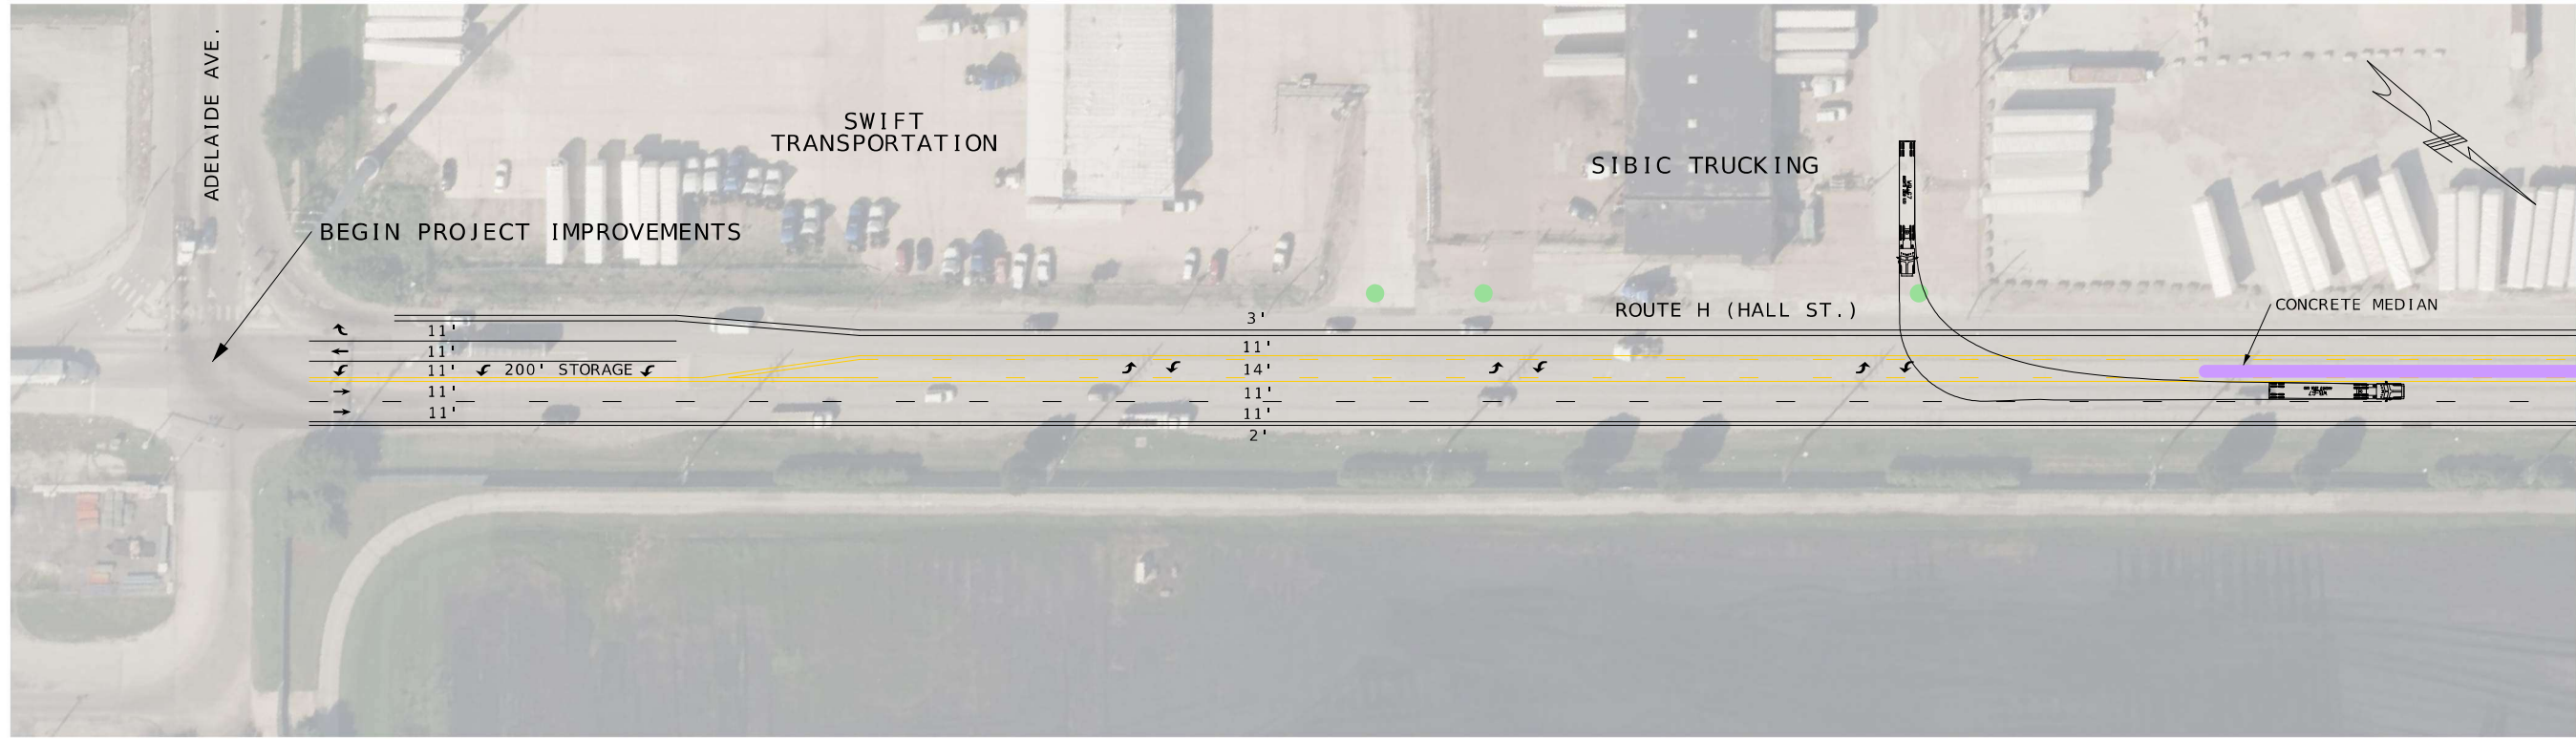 ADELAIDE AVE.
SWIFT
TRANSPORTATION
SIBIC TRUCKING
BEGIN PROJECT IMPROVEMENTS
ROUTE H (HALL ST.)
CONCRETE MEDIAN
3'
11'
11'
11'
14'
11' 200' STORAGE
11'
11'
11'
11'
2'